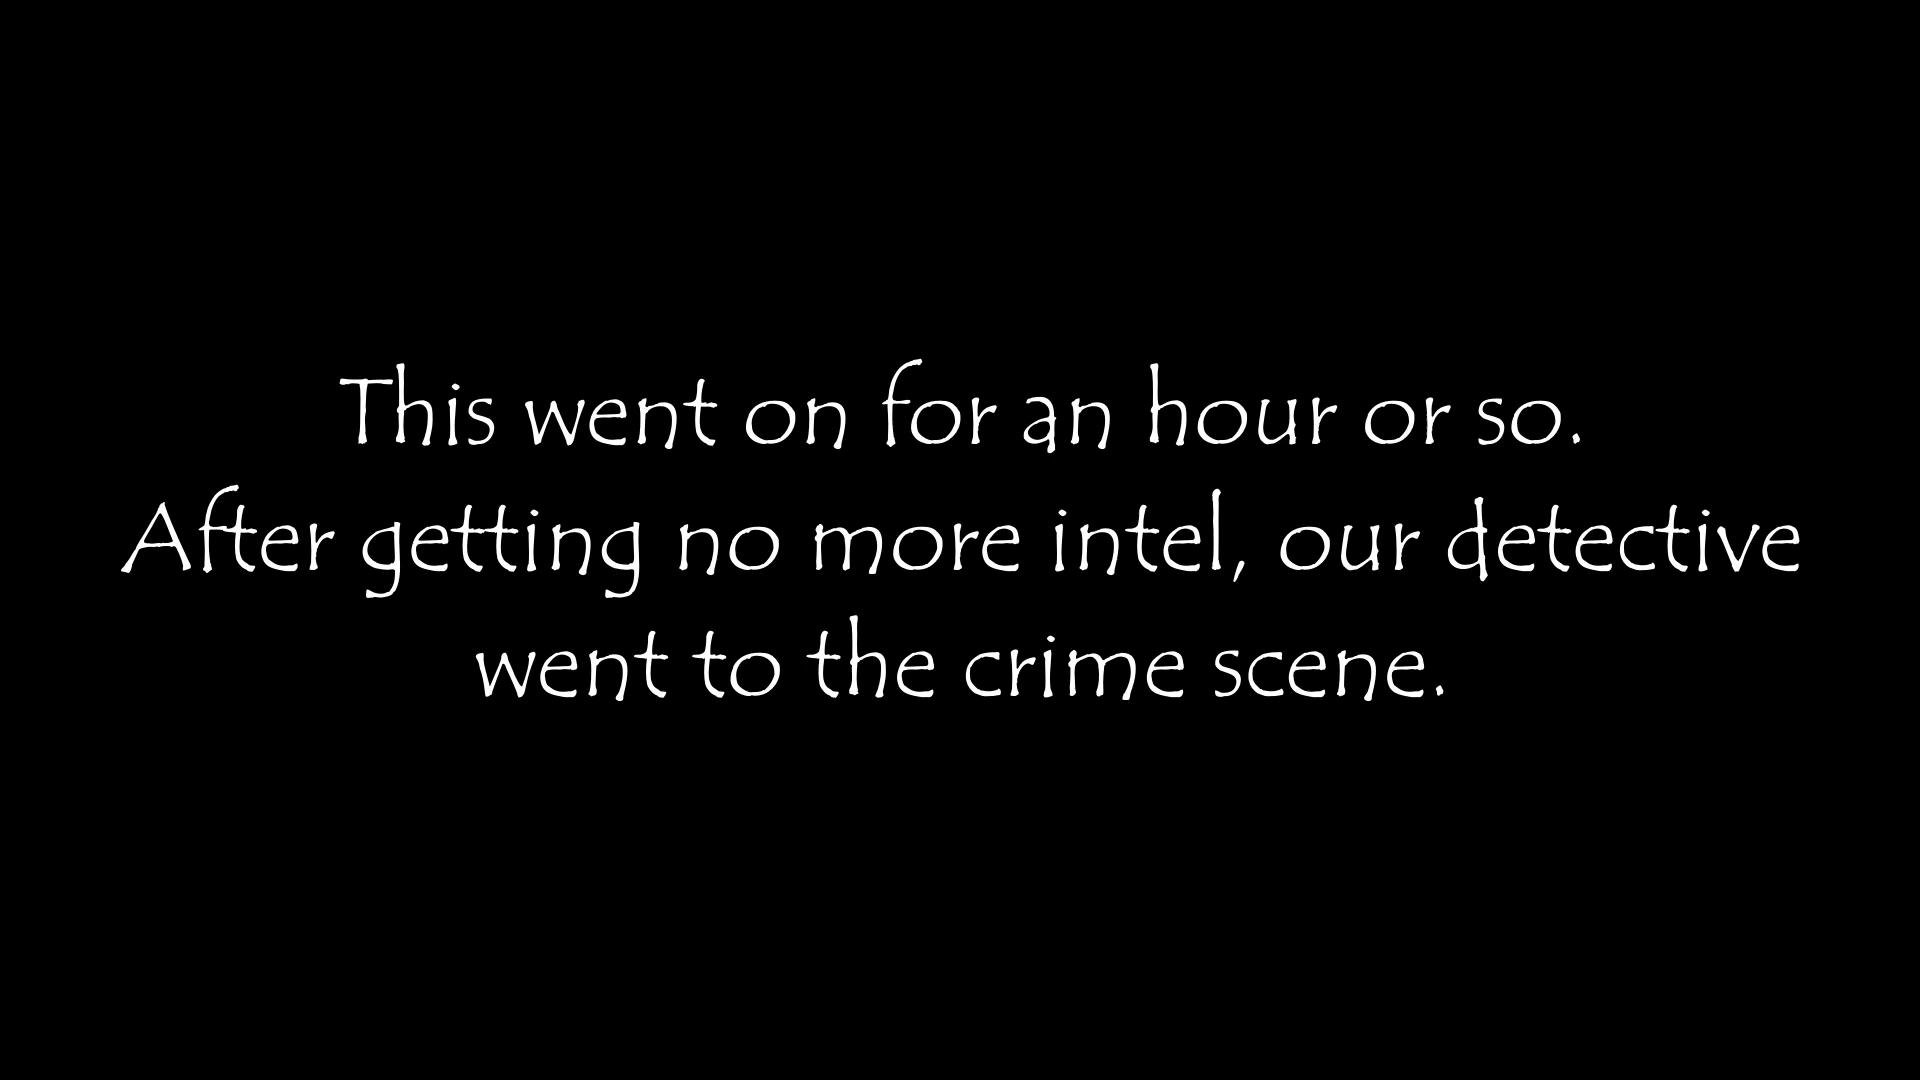 This went on for an hour or so.
After getting no more intel, our detective
went to the crime scene.